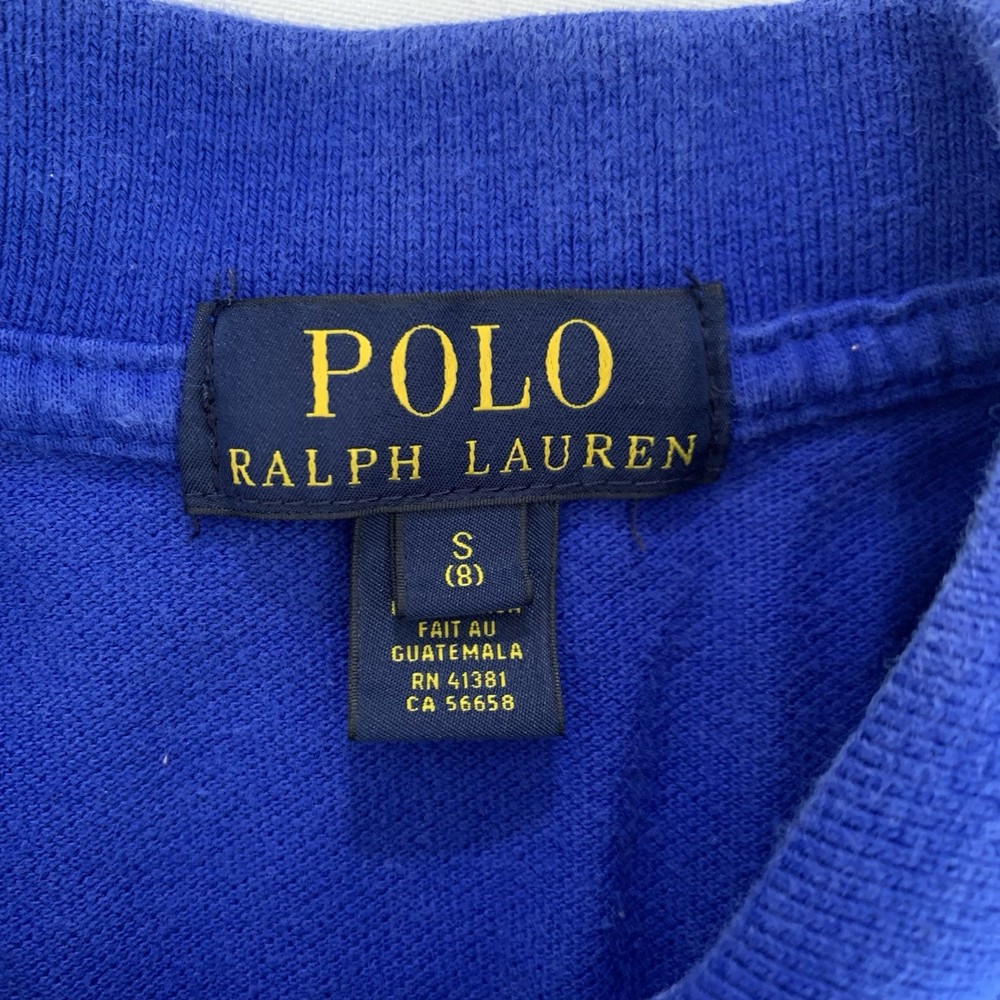 POLO
RALPH LAUREN
S
(8)
FAIT AU
GUATEMALA
RN 41381
CA 56658